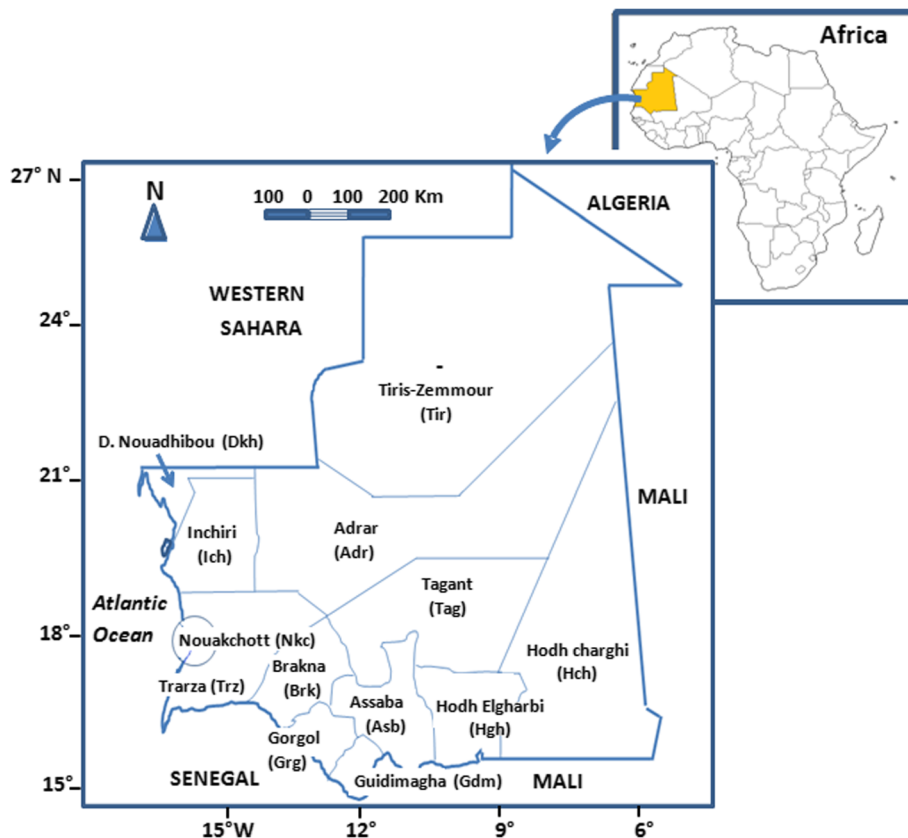 Africa
27° N
N
100 0 100 200 Km
ALGERIA
WESTERN
SAHARA
24°
Tiris-Zemmour
(Tir)
D. Nouadhibou (Dkh)
21°
MALI
Inchiri
(Ich)
Adrar
(Adr)
Tagant
(Tag)
Atlantic
Ocean
18°
Nouakchott (Nkc)
Hodh charghi
(Hch)
Brakna
(Brk)
Trarza (Trz)
Assaba
(Asb)
Hodh Elgharbi
(Hgh)
Gorgol
(Grg)
SENEGAL
Guidimagha (Gdm)
MALI
15°
15°W
12°
9°
6°